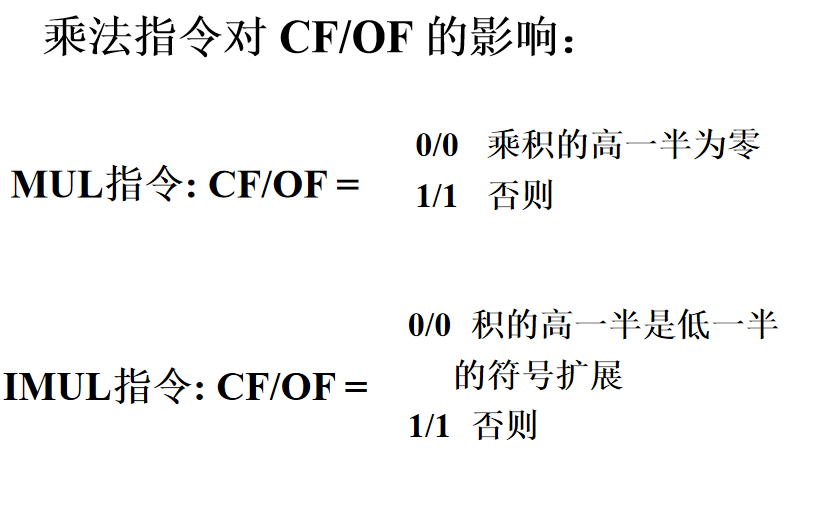 乘法指令对 CF/OF 的影响：
MUL指令: CF/OF =
0/0 乘积的高一半为零
1/1 否则
IMUL指令: CF/OF =
0/0 积的高一半是低一半
的符号扩展
1/1 否则